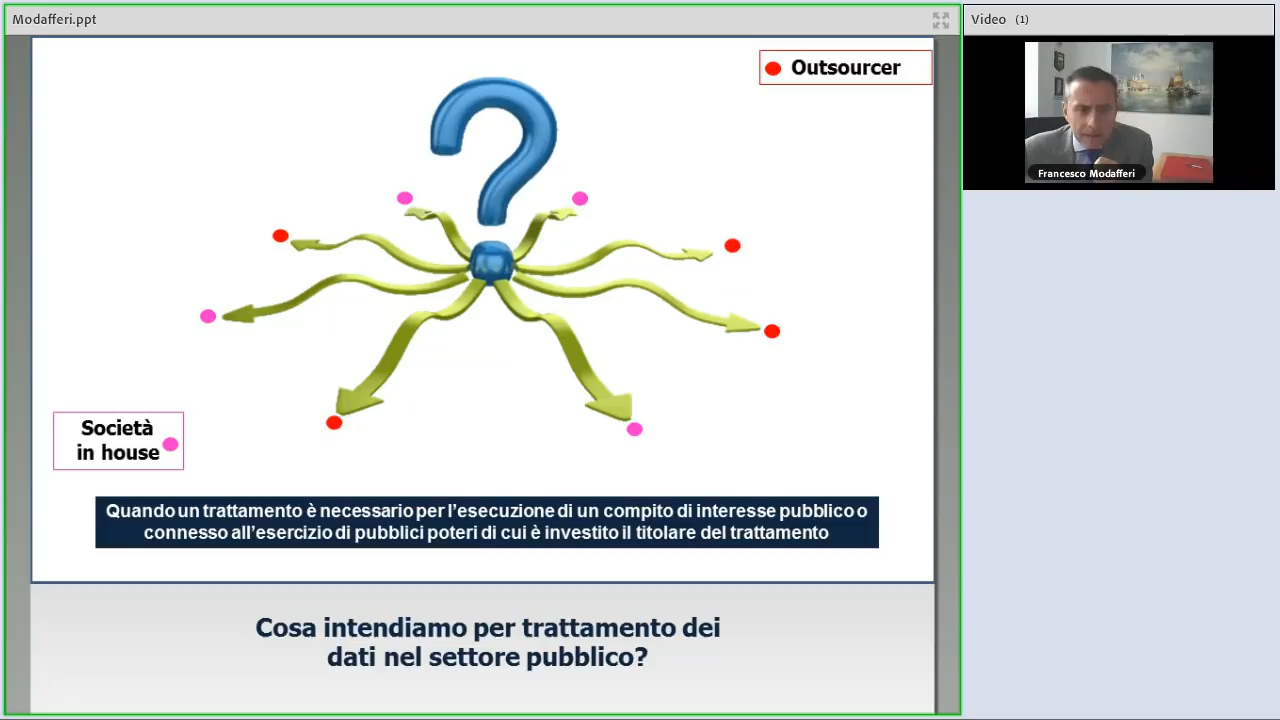 Modafferi.ppt
Video (1)
Outsourcer
Francesco Modafferi
Società
in house
Quando un trattamento è necessario per l'esecuzione di un compito di interesse pubblico o
connesso all'esercizio di pubblici poteri di cui è investito il titolare del trattamento
Cosa intendiamo per trattamento dei
dati nel settore pubblico?